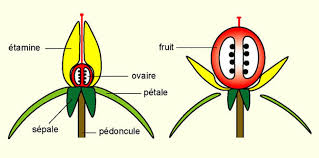 étamine
fruit
ovaire
pétale
sépale
pédoncule